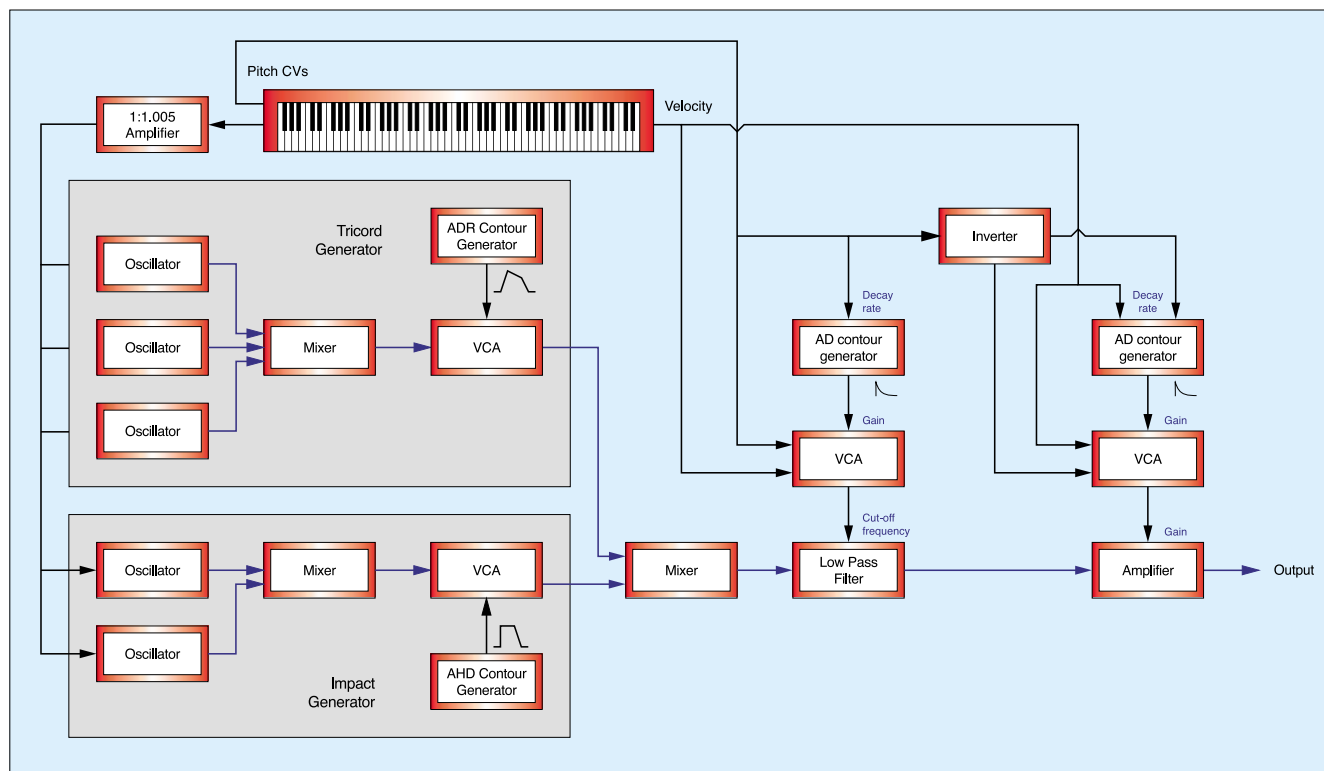 Pitch CVs
Velocity
1:1.005
Amplifier
Tricord
Generator
ADR Contour
Generator
Inverter
Oscillator
Decay
rate
Decay
rate
Oscillator
Mixer
VCA
AD contour
generator
AD contour
generator
Oscillator
Gain
Gain
VCA
VCA
Cut-off
frequency
Gain
Oscillator
Mixer
VCA
Mixer
Low Pass
Filter
Amplifier
Output
Oscillator
Impact
Generator
AHD Contour
Generator